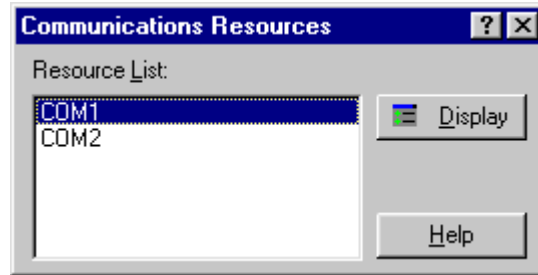 Communications Resources
Resource List:
COM1
COM2
Display
Help